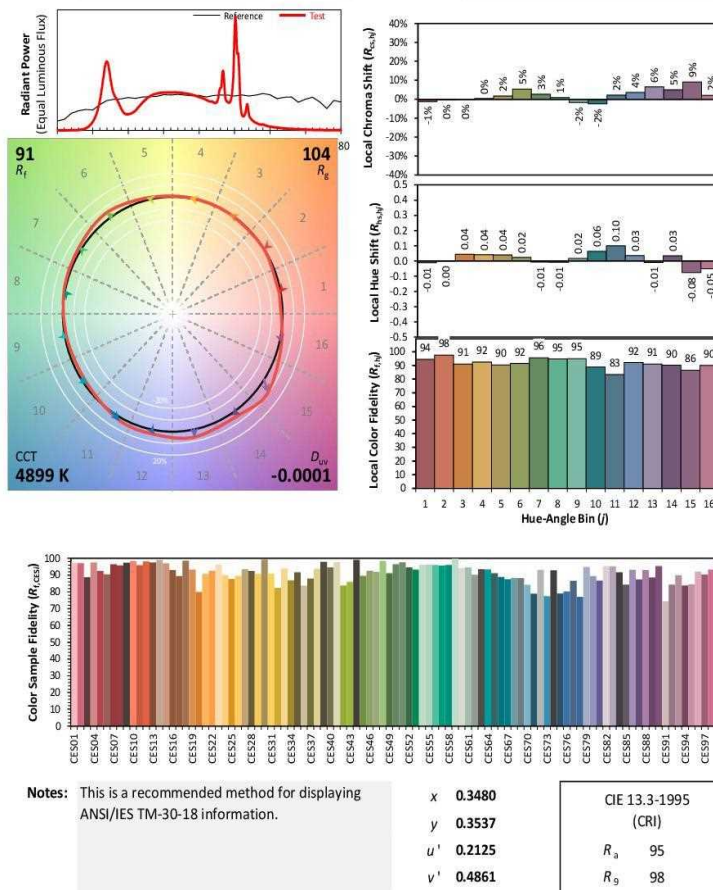 Reference Test
Radiant Power
(Equal Luminous Flux)
80
91
Rf
104
Rg
5 4
6 3
7 2
8 1
9 16
10 15
11 12 13 14
-20%
20%
CCT
4899 K
Duv
-0.0001
Local Chroma Shift (Rcs,hj)
40%
30%
20%
10%
0%
-10%
-20%
-30%
-40%
-1% 0% 0% 0% 2% 5% 3% 1% -2% -2% 2% 4% 6% 5% 9% 2%
Local Hue Shift (Rhs,hj)
0.5
0.4
0.3
0.2
0.1
0.0
-0.1
-0.2
-0.3
-0.4
-0.5
-0.01 0.00 0.04 0.04 0.04 0.02 -0.01 -0.01 0.02 0.06 0.10 0.03 -0.01 0.03 -0.08 -0.05
Local Color Fidelity (Rf,hj)
100
90
80
70
60
50
40
30
20
10
0
94 98 91 92 90 92 96 95 95 89 83 92 91 90 86 90
1 2 3 4 5 6 7 8 9 10 11 12 13 14 15 16
Hue-Angle Bin (j)
Color Sample Fidelity (Rf,CESi)
100
90
80
70
60
50
40
30
20
10
0
CES01 CES04 CES07 CES10 CES13 CES16 CES19 CES22 CES25 CES28 CES31 CES34 CES37 CES40 CES43 CES46 CES49 CES52 CES55 CES58 CES61 CES64 CES67 CES70 CES73 CES76 CES79 CES82 CES85 CES88 CES91 CES94 CES97
Notes: This is a recommended method for displaying
ANSI/IES TM-30-18 information.
x 0.3480
y 0.3537
u' 0.2125
v' 0.4861
CIE 13.3-1995
(CRI)
Ra 95
R9 98